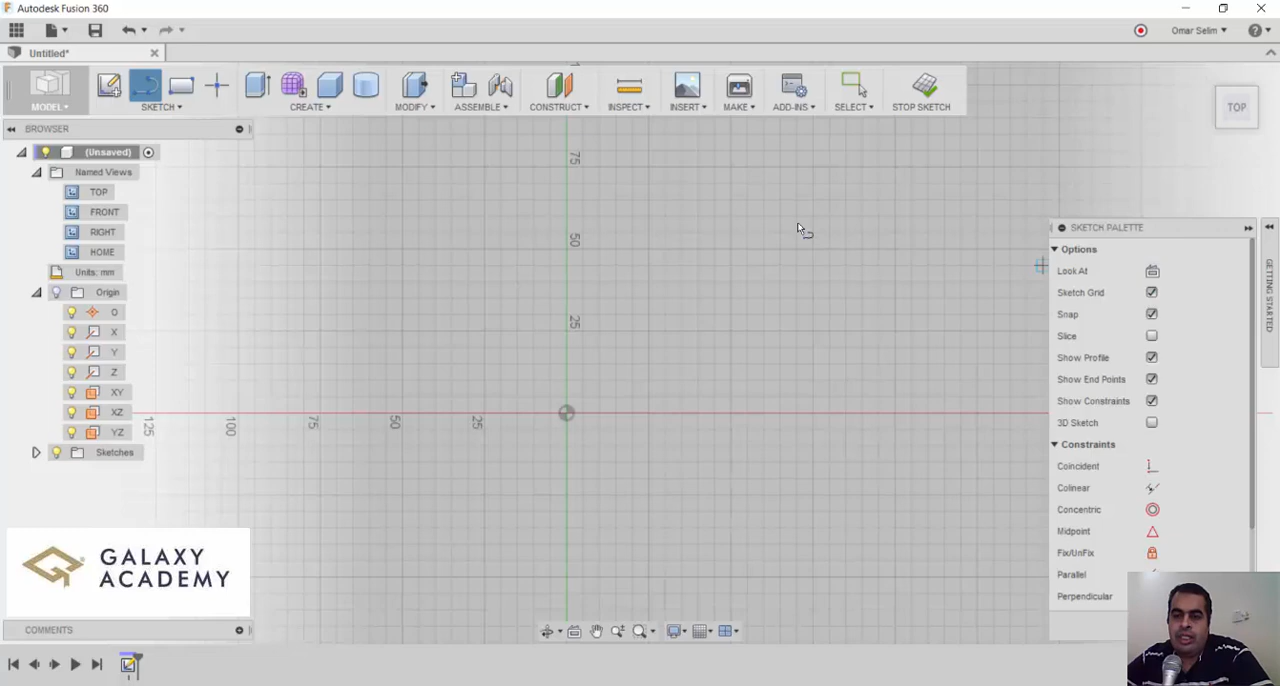 Autodesk Fusion 360
Omar Selim
Untitled*
MODEL
SKETCH
CREATE
MODIFY
ASSEMBLE
CONSTRUCT
INSPECT
INSERT
MAKE
ADD-INS
SELECT
STOP SKETCH
TOP
BROWSER
(Unsaved)
Named Views
TOP
FRONT
RIGHT
HOME
Units: mm
Origin
O
X
Y
Z
XY
XZ
YZ
Sketches
75
50
25
125
100
75
50
25
SKETCH PALETTE
Options
Look At
Sketch Grid
Snap
Slice
Show Profile
Show End Points
Show Constraints
3D Sketch
Constraints
Coincident
Colinear
Concentric
Midpoint
Fix/UnFix
Parallel
Perpendicular
GETTING STARTED
GALAXY
ACADEMY
COMMENTS